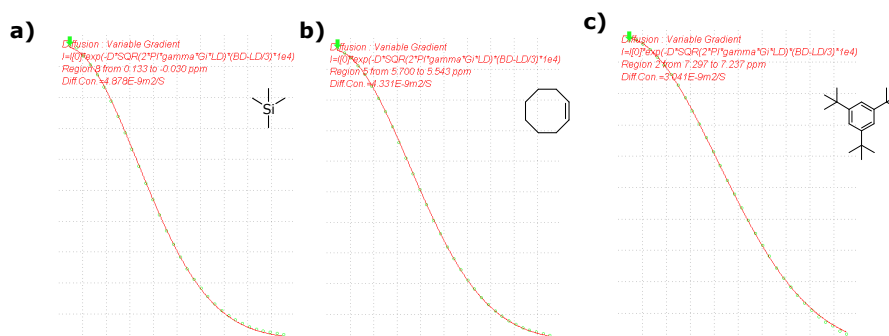 a)
Diffusion : Variable Gradient
I=I[0]*exp(-D*SQR(2*PI*gamma*Gi*LD)*(BD-LD/3)*1e4)
Region 8 from 0.133 to -0.030 ppm
Diff.Con.=4.878E-9m2/S
Si
b)
Diffusion : Variable Gradient
I=I[0]*exp(-D*SQR(2*PI*gamma*Gi*LD)*(BD-LD/3)*1e4)
Region 5 from 5.700 to 5.543 ppm
Diff.Con.=4.331E-9m2/S
c)
Diffusion : Variable Gradient
I=I[0]*exp(-D*SQR(2*PI*gamma*Gi*LD)*(BD-LD/3)*1e4)
Region 2 from 7.297 to 7.237 ppm
Diff.Con.=3.041E-9m2/S